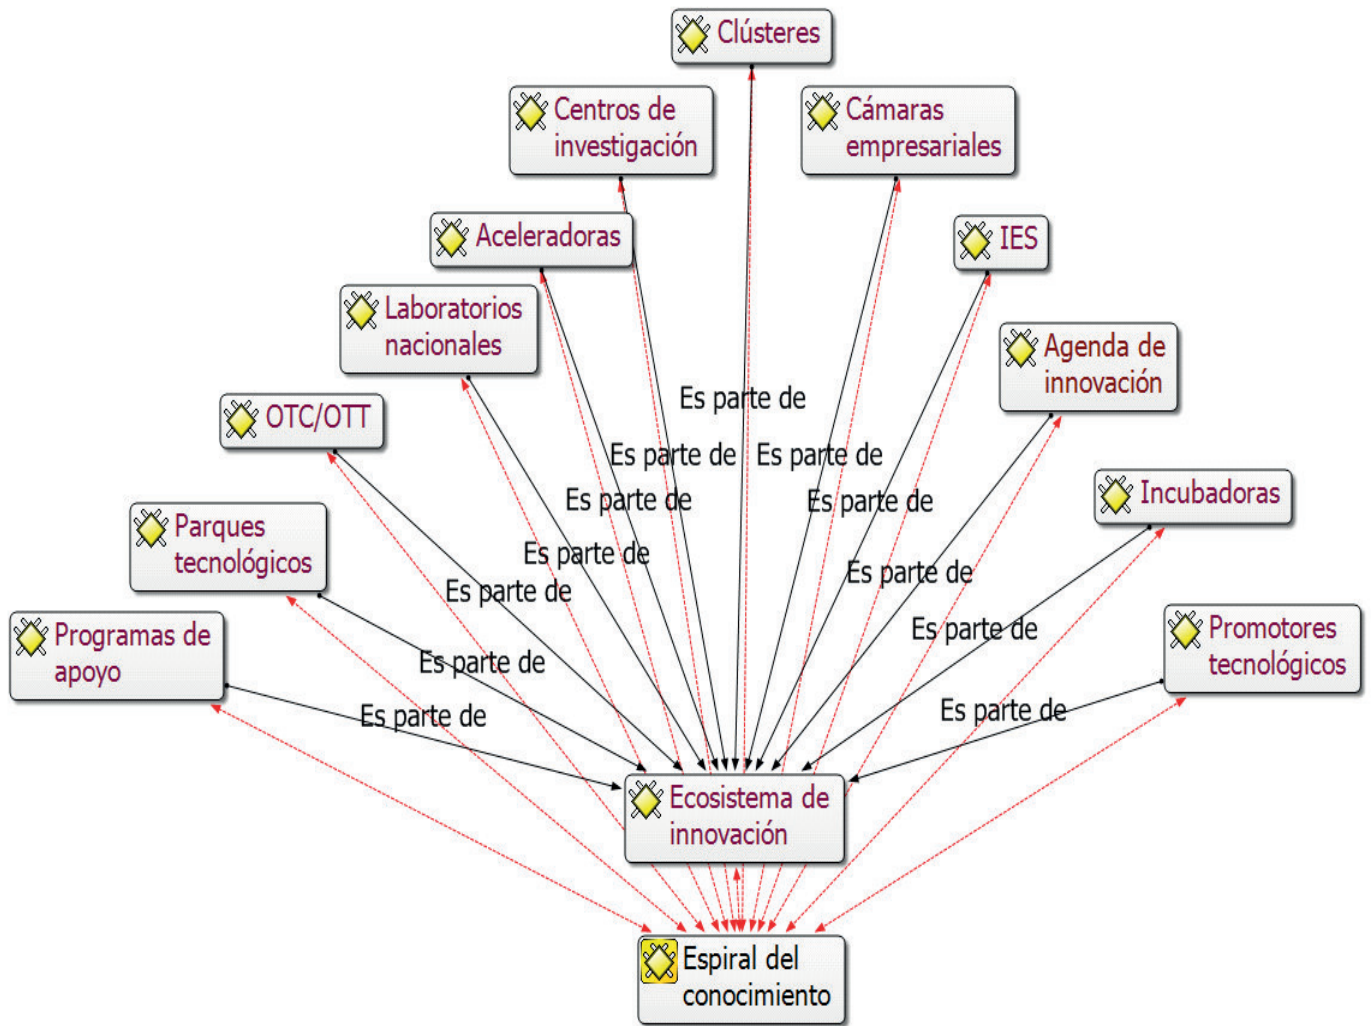 Clústeres
Centros de
investigación
Cámaras
empresariales
Aceleradoras
IES
Laboratorios
nacionales
Agenda de
innovación
OTC/OTT
Incubadoras
Parques
tecnológicos
Programas de
apoyo
Promotores
tecnológicos
Es parte de
Es parte de
Es parte de
Es parte de
Es parte de
Es parte de
Es parte de
Es parte de
Es parte de
Es parte de
Es parte de
Es parte de
Ecosistema de
innovación
Espiral del
conocimiento